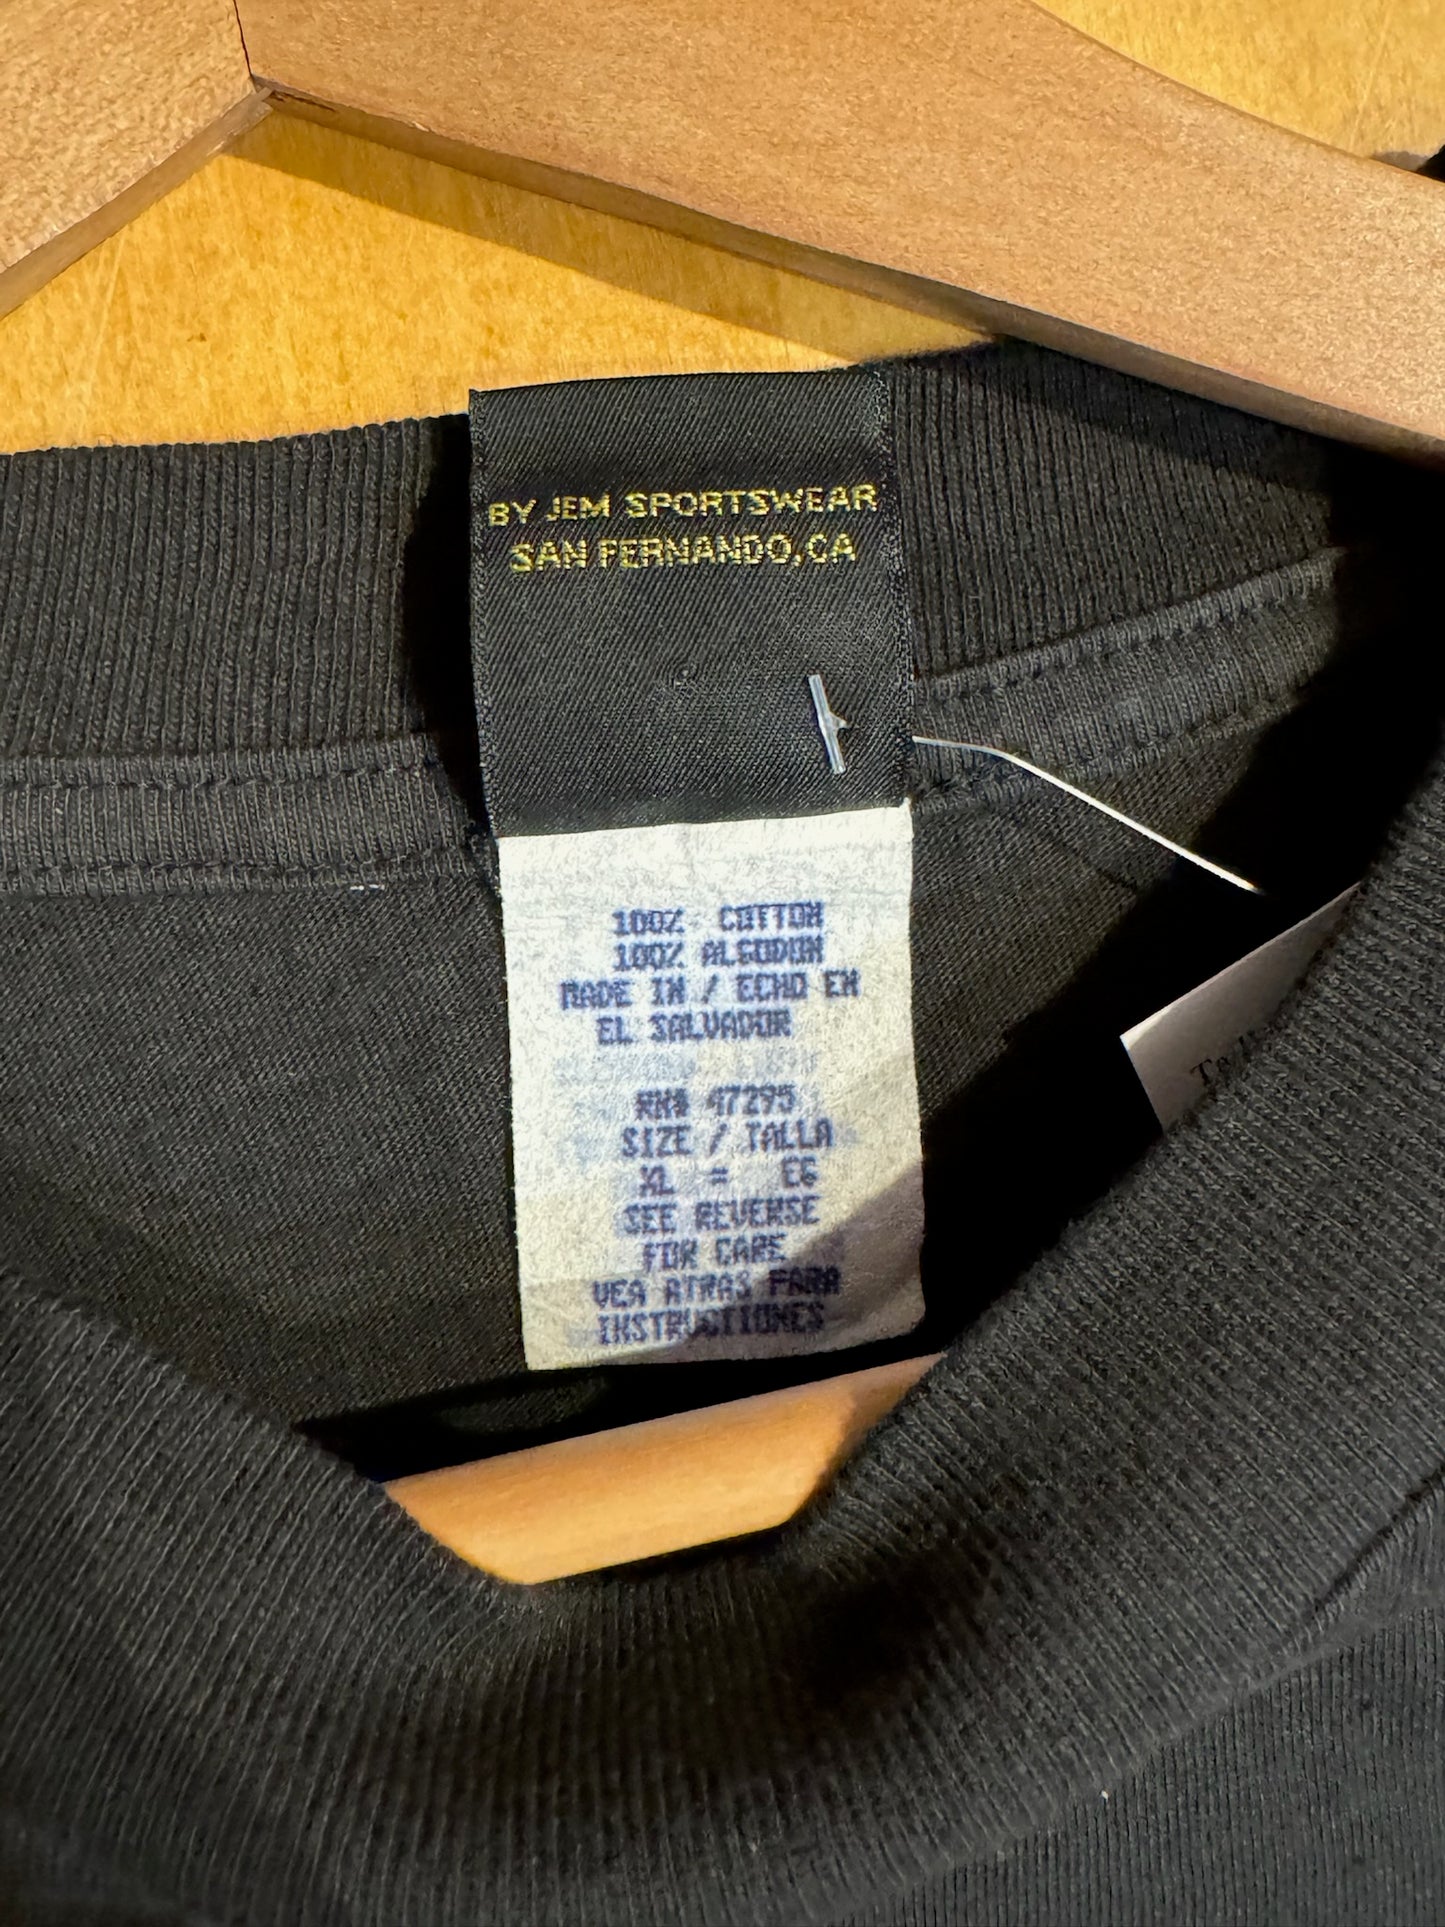 BY JEM SPORTSWEAR
SAN FERNANDO, CA
100% COTTON
100% ALGODON
MADE IN / ECHO EN
EL SALVADOR
RN# 47295
SIZE / TALLA
XL = EG
SEE REVERSE
FOR CARE
VEA ATRAS PARA
INSTRUCTIONES